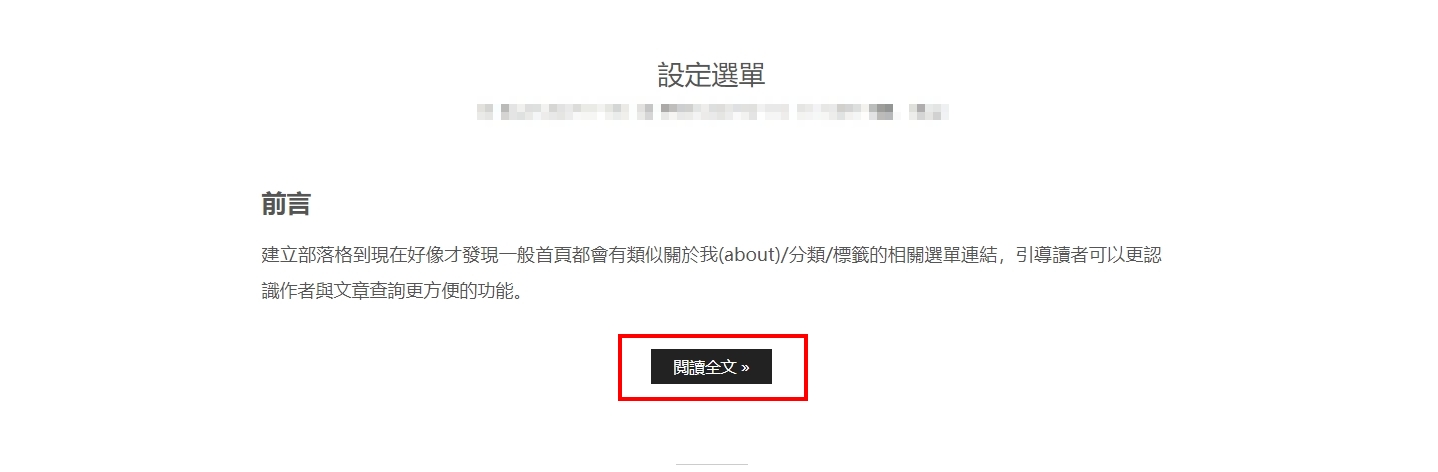 設定選單
前言
建立部落格到現在好像才發現一般首頁都會有類似關於我(about)/分類/標籤的相關選單連結，引導讀者可以更認
識作者與文章查詢更方便的功能。
閱讀全文 »